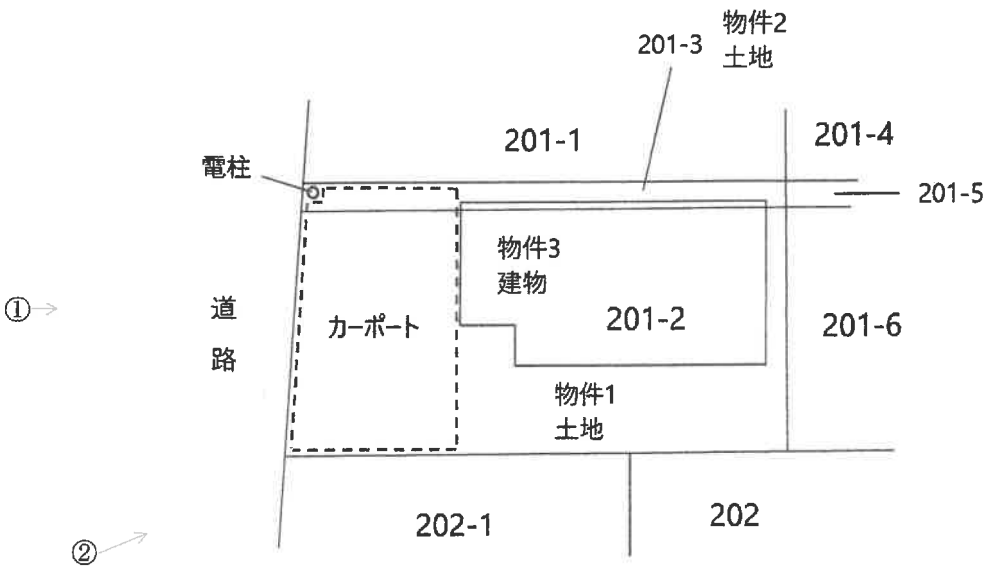 物件2
201-3 土地
201-1
201-4
電柱
201-5
物件3
建物
①
道
路
カーポート
201-2
201-6
物件1
土地
202-1
202
②